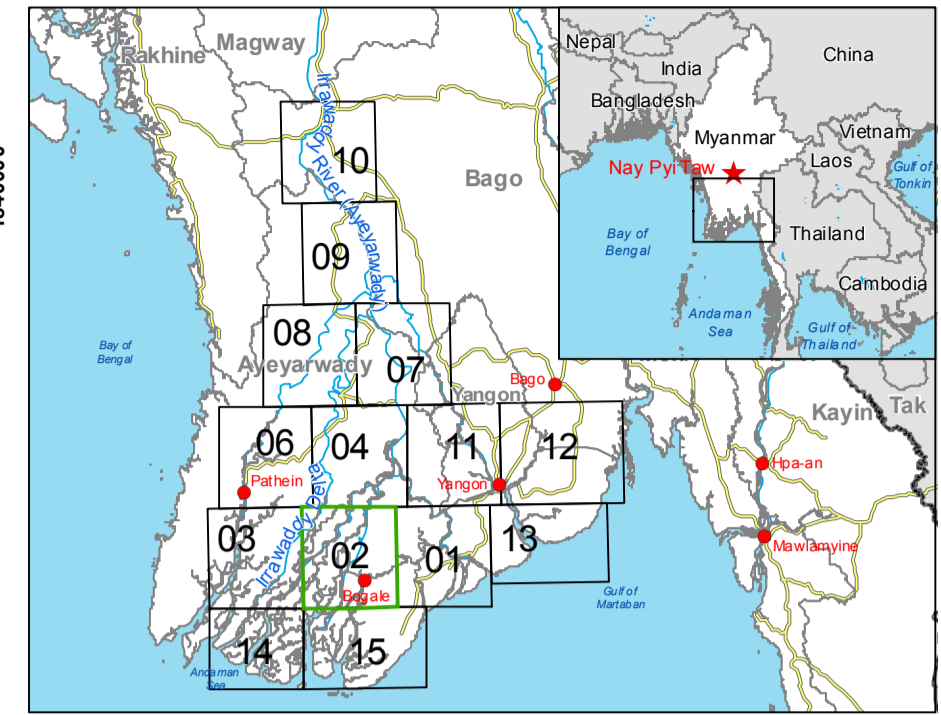 Rakhine
Magway
Irrawaddy River (Ayeyarwady)
10
Bago
09
08
Ayeyarwady
07
Bago
Yangon
Bay of
Bengal
06
04
11
12
Pathein
Yangon
Irrawaddy Delta
03
02
01
13
Bogale
14
15
Andaman
Sea
Gulf of
Martaban
Kayin
Tak
Hpa-an
Mawlamyine
Nepal
China
India
Bangladesh
Myanmar
Vietnam
Laos
Nay Pyi Taw
Gulf of
Tonkin
Bay of
Bengal
Thailand
Cambodia
Andaman
Sea
Gulf of
Thailand